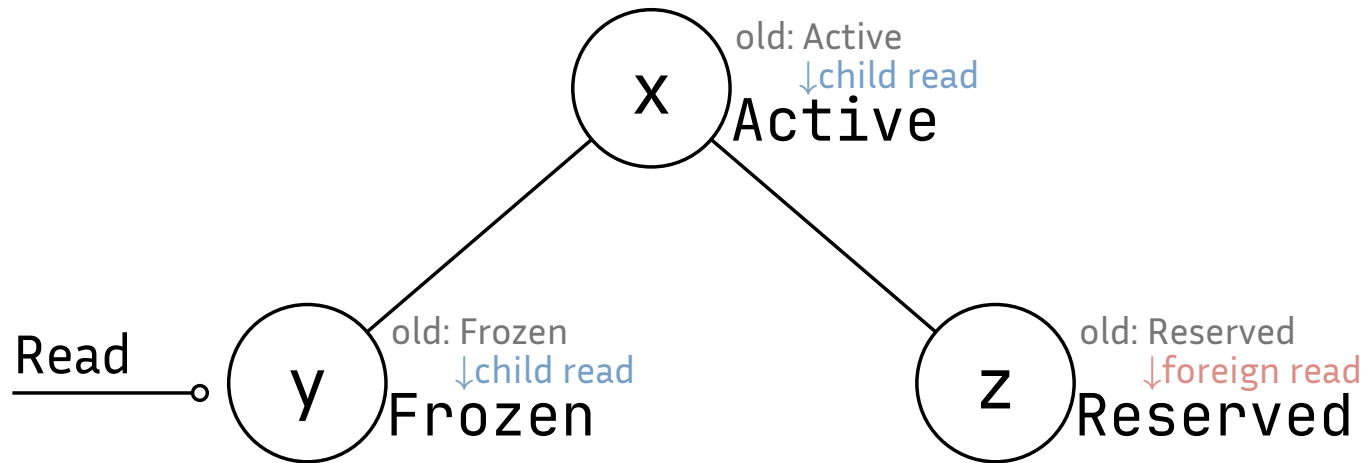 x
old: Active
↓child read
Active
Read
y
old: Frozen
↓child read
Frozen
z
old: Reserved
↓foreign read
Reserved